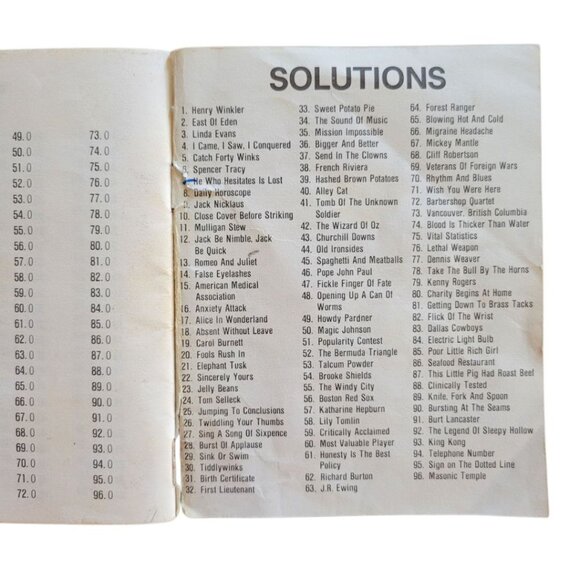 49. 0
50. 0
51. 0
52. 0
53. 0
54. 0
55. 0
56. 0
57. 0
58. 0
59. 0
60. 0
61. 0
62. 0
63. 0
64. 0
65. 0
66. 0
67. 0
68. 0
69. 0
70. 0
71. 0
72. 0
73. 0
74. 0
75. 0
76. 0
77. 0
78. 0
79. 0
80. 0
81. 0
82. 0
83. 0
84. 0
85. 0
86. 0
87. 0
88. 0
89. 0
90. 0
91. 0
92. 0
93. 0
94. 0
95. 0
96. 0
SOLUTIONS
1. Henry Winkler
2. East Of Eden
3. Linda Evans
4. I Came, I Saw, I Conquered
5. Catch Forty Winks
6. Spencer Tracy
He Who Hesitates Is Lost
8. Daily Horoscope
9. Jack Nicklaus
10. Close Cover Before Striking
11. Mulligan Stew
12. Jack Be Nimble, Jack
Be Quick
13. Romeo And Juliet
14. False Eyelashes
15. American Medical
Association
16. Anxiety Attack
17. Alice In Wonderland
18. Absent Without Leave
19. Carol Burnett
20. Fools Rush In
21. Elephant Tusk
22. Sincerely Yours
23. Jelly Beans
24. Tom Selleck
25. Jumping To Conclusions
26. Twiddling Your Thumbs
27. Sing A Song Of Sixpence
28. Burst Of Applause
29. Sink Or Swim
30. Tiddlywinks
31. Birth Certificate
32. First Lieutenant
33. Sweet Potato Pie
34. The Sound Of Music
35. Mission Impossible
36. Bigger And Better
37. Send In The Clowns
38. French Riviera
39. Hashed Brown Potatoes
40. Alley Cat
41. Tomb Of The Unknown
Soldier
42. The Wizard Of Oz
43. Churchill Downs
44. Old Ironsides
45. Spaghetti And Meatballs
46. Pope John Paul
47. Fickle Finger Of Fate
48. Opening Up A Can Of
Worms
49. Howdy Pardner
50. Magic Johnson
51. Popularity Contest
52. The Bermuda Triangle
53. Talcum Powder
54. Brooke Shields
55. The Windy City
56. Boston Red Sox
57. Katharine Hepburn
58. Lily Tomlin
59. Critically Acclaimed
60. Most Valuable Player
61. Honesty Is The Best
Policy
62. Richard Burton
63. J.R. Ewing
64. Forest Ranger
65. Blowing Hot And Cold
66. Migraine Headache
67. Mickey Mantle
68. Cliff Robertson
69. Veterans Of Foreign Wars
70. Rhythm And Blues
71. Wish You Were Here
72. Barbershop Quartet
73. Vancouver, British Columbia
74. Blood Is Thicker Than Water
75. Vital Statistics
76. Lethal Weapon
77. Dennis Weaver
78. Take The Bull By The Horns
79. Kenny Rogers
80. Charity Begins At Home
81. Getting Down To Brass Tacks
82. Flick Of The Wrist
83. Dallas Cowboys
84. Electric Light Bulb
85. Poor Little Rich Girl
86. Seafood Restaurant
87. This Little Pig Had Roast Beef
88. Clinically Tested
89. Knife, Fork And Spoon
90. Bursting At The Seams
91. Burt Lancaster
92. The Legend Of Sleepy Hollow
93. King Kong
94. Telephone Number
95. Sign on The Dotted Line
96. Masonic Temple